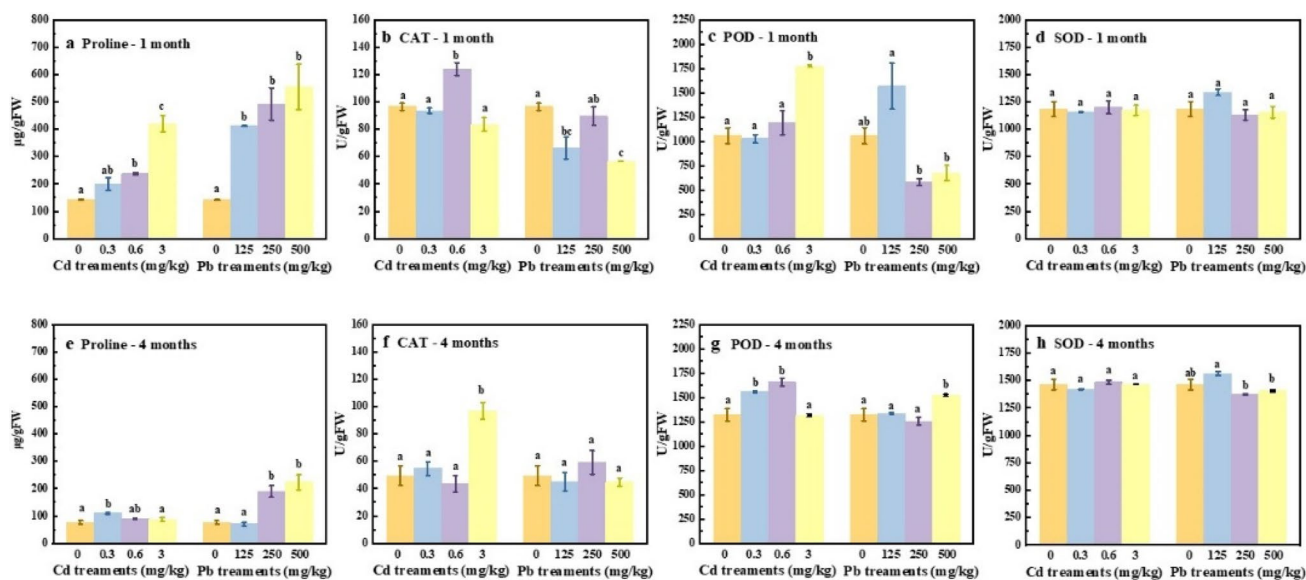 a Proline - 1 month
µg/gFW
800
700
600
500
400
300
200
100
0
a ab b c a b b b
0 0.3 0.6 3 0 125 250 500
Cd treaments (mg/kg) Pb treaments (mg/kg)
b CAT - 1 month
U/gFW
160
140
120
100
80
60
40
20
0
a a b a a bc ab c
0 0.3 0.6 3 0 125 250 500
Cd treaments (mg/kg) Pb treaments (mg/kg)
c POD - 1 month
U/gFW
2250
2000
1750
1500
1250
1000
750
500
250
0
a a a b ab a b b
0 0.3 0.6 3 0 125 250 500
Cd treaments (mg/kg) Pb treaments (mg/kg)
d SOD - 1 month
U/gFW
2000
1750
1500
1250
1000
750
500
250
0
a a a a a a a a
0 0.3 0.6 3 0 125 250 500
Cd treaments (mg/kg) Pb treaments (mg/kg)
e Proline - 4 months
µg/gFW
800
700
600
500
400
300
200
100
0
a b ab a a a b b
0 0.3 0.6 3 0 125 250 500
Cd treaments (mg/kg) Pb treaments (mg/kg)
f CAT - 4 months
U/gFW
160
140
120
100
80
60
40
20
0
a a a b a a a a
0 0.3 0.6 3 0 125 250 500
Cd treaments (mg/kg) Pb treaments (mg/kg)
g POD - 4 months
U/gFW
2250
2000
1750
1500
1250
1000
750
500
250
0
a b b a a a a b
0 0.3 0.6 3 0 125 250 500
Cd treaments (mg/kg) Pb treaments (mg/kg)
h SOD - 4 months
U/gFW
2000
1750
1500
1250
1000
750
500
250
0
a a a a ab a b b
0 0.3 0.6 3 0 125 250 500
Cd treaments (mg/kg) Pb treaments (mg/kg)